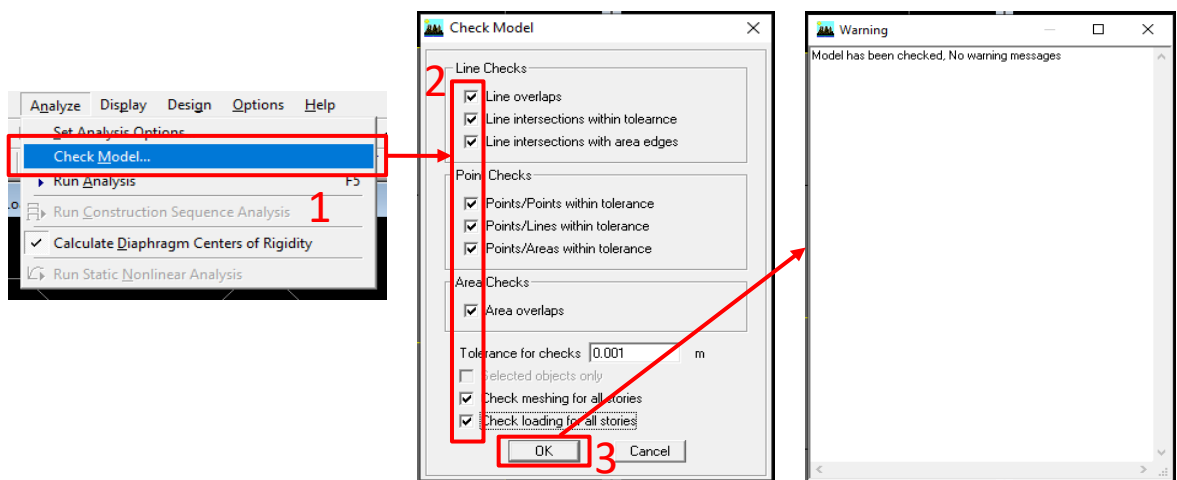 Analyze Display Design Options Help
Set Analysis Options
Check Model...
Run Analysis F5
Run Construction Sequence Analysis
1
Calculate Diaphragm Centers of Rigidity
Run Static Nonlinear Analysis
Check Model
2
Line Checks
Line overlaps
Line intersections within tolearnce
Line intersections with area edges
Point Checks
Points/Points within tolerance
Points/Lines within tolerance
Points/Areas within tolerance
Area Checks
Area overlaps
Tolerance for checks 0.001 m
Selected objects only
Check meshing for all stories
Check loading for all stories
OK 3 Cancel
Warning
Model has been checked, No warning messages